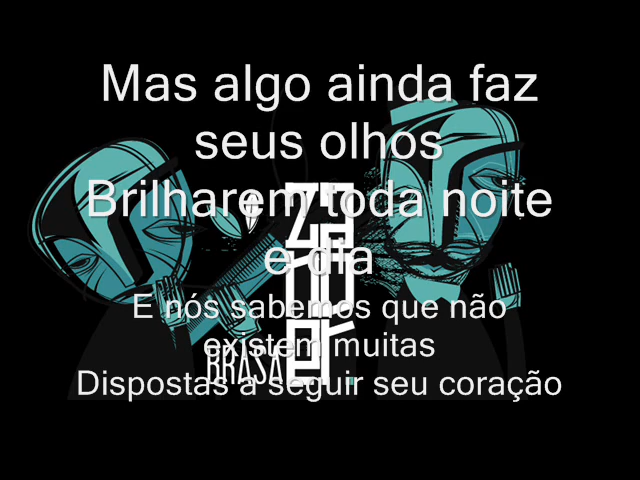 Mas algo ainda faz
seus olhos
Brilharem toda noite
e dia
E nós sabemos que não
existem muitas
Dispostas a seguir seu coração
BRASA